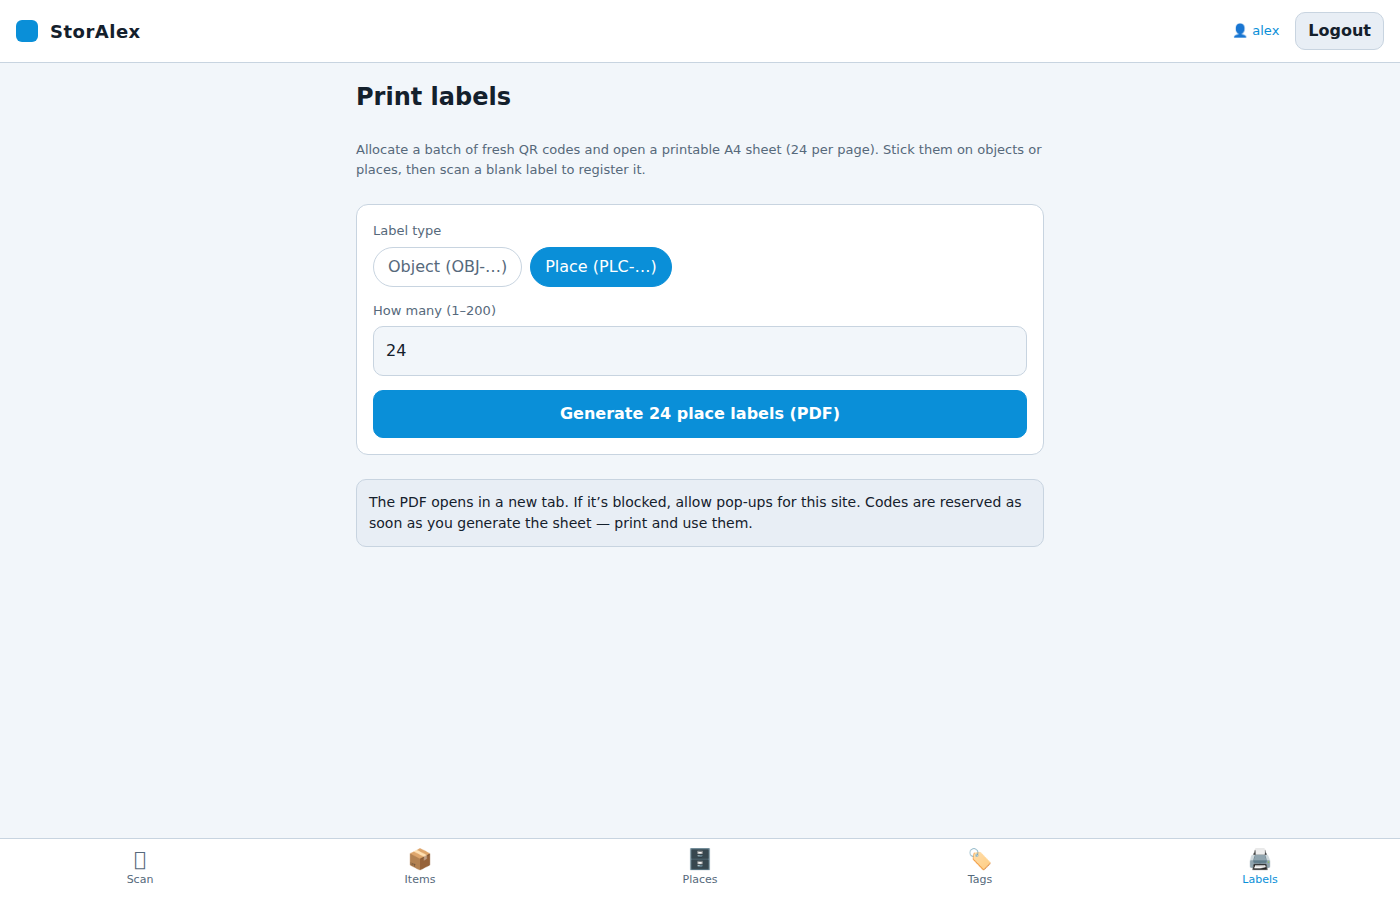 StorAlex
alex
Logout
Print labels
Allocate a batch of fresh QR codes and open a printable A4 sheet (24 per page). Stick them on objects or
places, then scan a blank label to register it.
Label type
Object (OBJ-…)
Place (PLC-…)
How many (1–200)
24
Generate 24 place labels (PDF)
The PDF opens in a new tab. If it’s blocked, allow pop-ups for this site. Codes are reserved as
soon as you generate the sheet — print and use them.
Scan
Items
Places
Tags
Labels